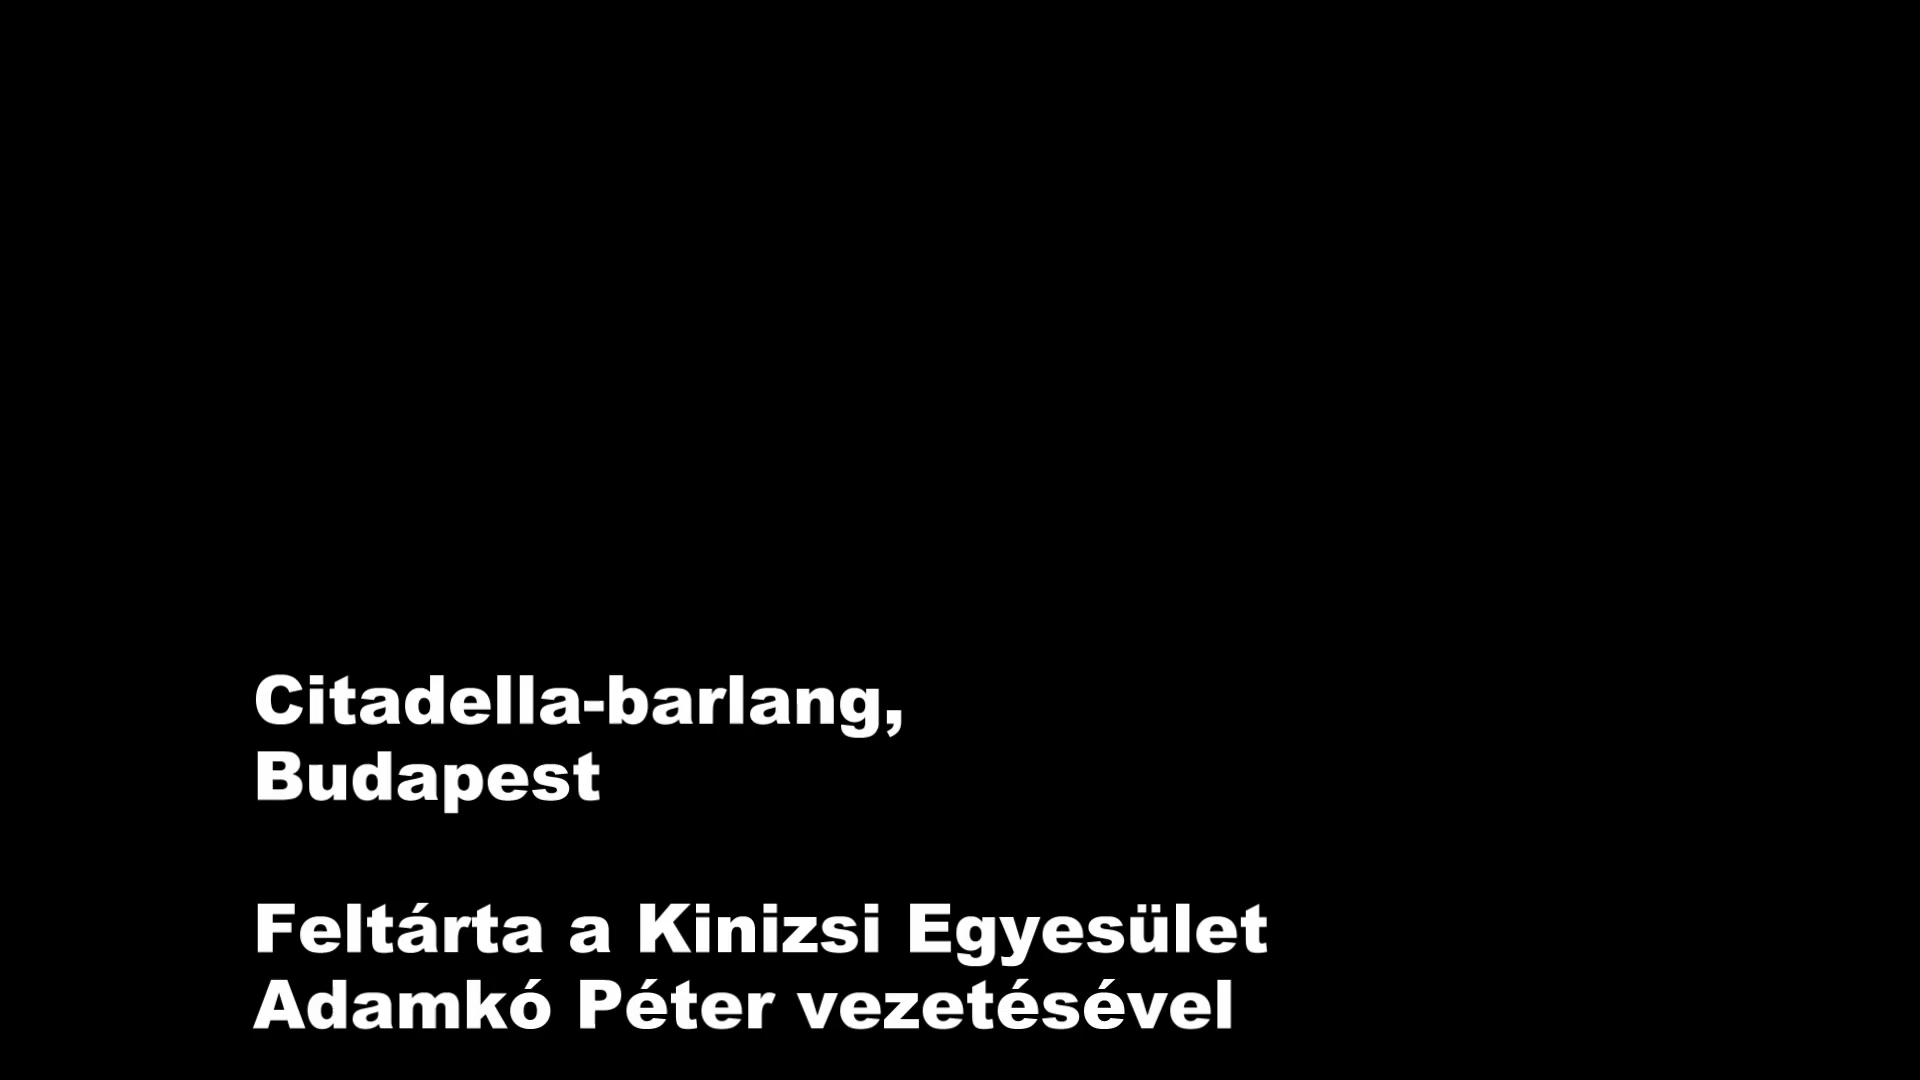 Citadella-barlang,
Budapest
Feltárta a Kinizsi Egyesület
Adamkó Péter vezetésével